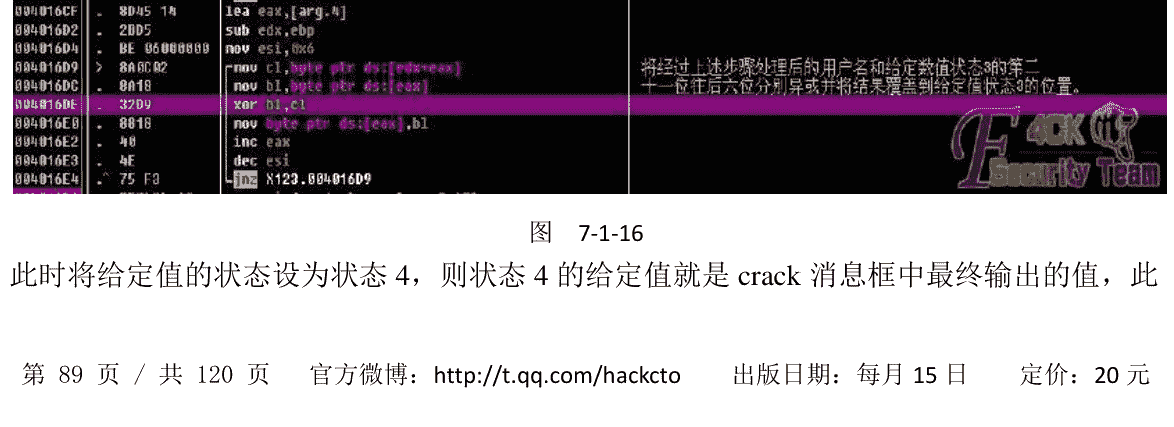 004016CF . 8D45 14 lea eax,[arg.4]
004016D2 . 2BD5 sub edx,ebp
004016D4 . BE 06000000 mov esi,0x6
004016D9 > 8A0C02 mov cl,byte ptr ds:[edx+eax]
将经过上述步骤处理后的用户名和给定数值状态3的第二
004016DC . 8A18 mov bl,byte ptr ds:[eax]
十一位往后六位分别异或并将结果覆盖到给定值状态3的位置。
004016DE . 32D9 xor bl,cl
004016E0 . 8818 mov byte ptr ds:[eax],bl
004016E2 . 40 inc eax
004016E3 . 4E dec esi
004016E4 .^ 75 F3 jnz X123.004016D9
F4CK
Security Team
图 7-1-16
此时将给定值的状态设为状态 4，则状态 4 的给定值就是 crack 消息框中最终输出的值，此
第 89 页 / 共 120 页 官方微博：http://t.qq.com/hackcto 出版日期：每月 15 日 定价：20 元